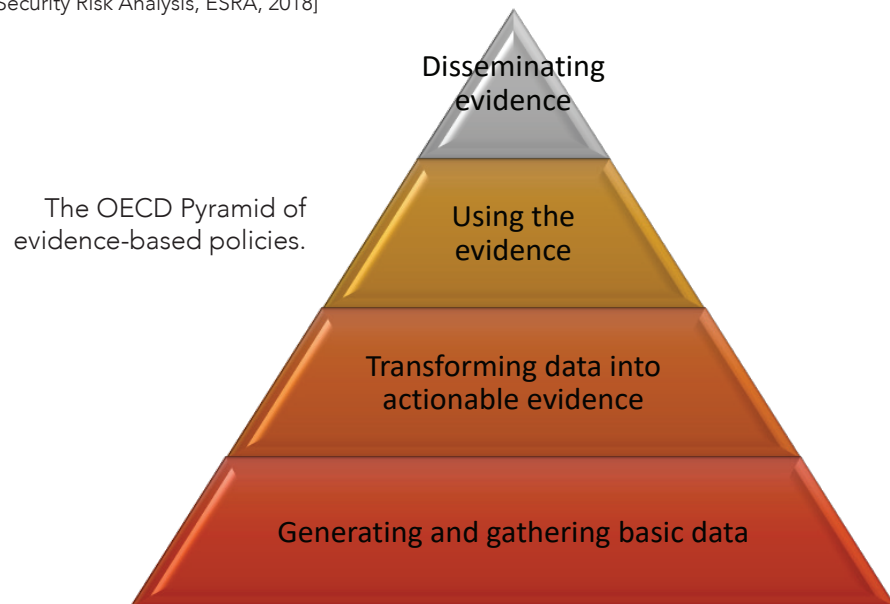 Security Risk Analysis, ESRA, 2018]
Disseminating
evidence
The OECD Pyramid of
evidence-based policies.
Using the
evidence
Transforming data into
actionable evidence
Generating and gathering basic data